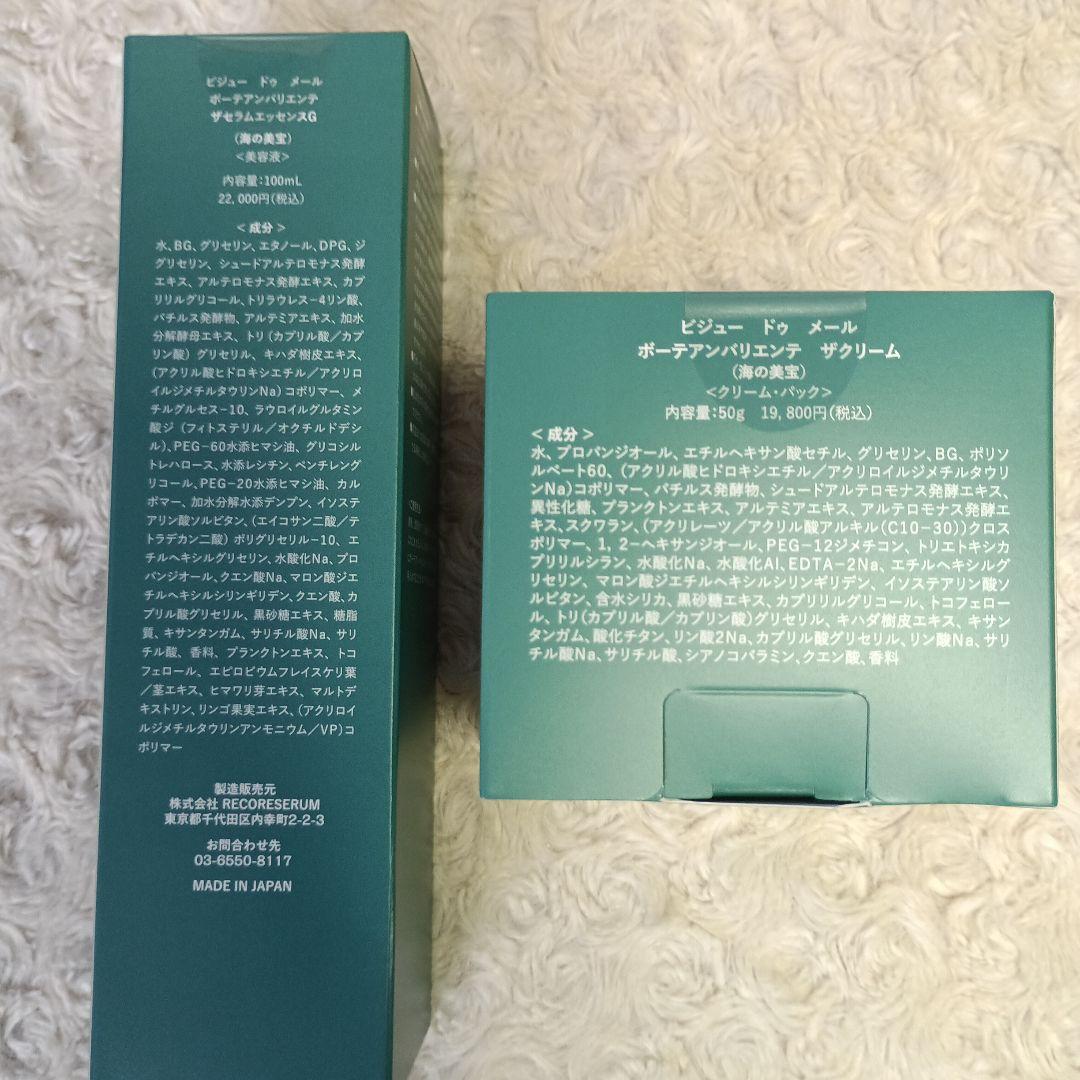 ビジュー ドゥ メール
ボーテアンバリエンテ
ザセラムエッセンスG
(海の美宝)
<美容液>
内容量:100mL
22,000円(税込)
<成分>
水、BG、グリセリン、エタノール、DPG、ジ
グリセリン、シュードアルテロモナス発酵
エキス、アルテロモナス発酵エキス、カプ
リリルグリコール、トリラウレス-4リン酸、
バチルス発酵物、アルテミアエキス、加水
分解酵母エキス、トリ(カプリル酸/カプ
リン酸)グリセリル、キハダ樹皮エキス、
(アクリル酸ヒドロキシエチル/アクリロ
イルジメチルタウリンNa)コポリマー、メ
チルグルセス-10、ラウロイルグルタミン
酸ジ(フィトステリル/オクチルドデシ
ル)、PEG-60水添ヒマシ油、グリコシル
トレハロース、水添レシチン、ペンチレング
リコール、PEG-20水添ヒマシ油、カル
ボマー、加水分解水添デンプン、イソステ
アリン酸ソルビタン、(エイコサン二酸/テ
トラデカン二酸)ポリグリセリル-10、エ
チルヘキシルグリセリン、水酸化Na、プロ
パンジオール、クエン酸Na、マロン酸ジエ
チルヘキシルシリンギリデン、クエン酸、カ
プリル酸グリセリル、黒砂糖エキス、糖脂
質、キサンタンガム、サリチル酸Na、サリ
チル酸、香料、プランクトンエキス、トコ
フェロール、エピロビウムフレイスケリ葉
/茎エキス、ヒマワリ芽エキス、マルトデ
キストリン、リンゴ果実エキス、(アクリロイ
ルジメチルタウリンアンモニウム/VP)コ
ポリマー
製造販売元
株式会社 RECORESERUM
東京都千代田区内幸町2-2-3
お問合わせ先
03-6550-8117
MADE IN JAPAN
ビジュー ドゥ メール
ボーテアンバリエンテ ザクリーム
(海の美宝)
<クリーム・パック>
内容量:50g 19,800円(税込)
<成分>
水、プロパンジオール、エチルヘキサン酸セチル、グリセリン、BG、ポリソ
ルベート60、(アクリル酸ヒドロキシエチル/アクリロイルジメチルタウリ
ンNa)コポリマー、バチルス発酵物、シュードアルテロモナス発酵エキス、
異性化糖、プランクトンエキス、アルテミアエキス、アルテロモナス発酵エ
キス、スクワラン、(アクリレーツ/アクリル酸アルキル(C10-30))クロス
ポリマー、1,2-ヘキサンジオール、PEG-12ジメチコン、トリエトキシカ
プリリルシラン、水酸化Na、水酸化Al、EDTA-2Na、エチルヘキシルグ
リセリン、マロン酸ジエチルヘキシルシリンギリデン、イソステアリン酸ソ
ルビタン、含水シリカ、黒砂糖エキス、カプリリルグリコール、トコフェロー
ル、トリ(カプリル酸/カプリン酸)グリセリル、キハダ樹皮エキス、キサン
タンガム、酸化チタン、リン酸2Na、カプリル酸グリセリル、リン酸Na、サリ
チル酸Na、サリチル酸、シアノコバラミン、クエン酸、香料